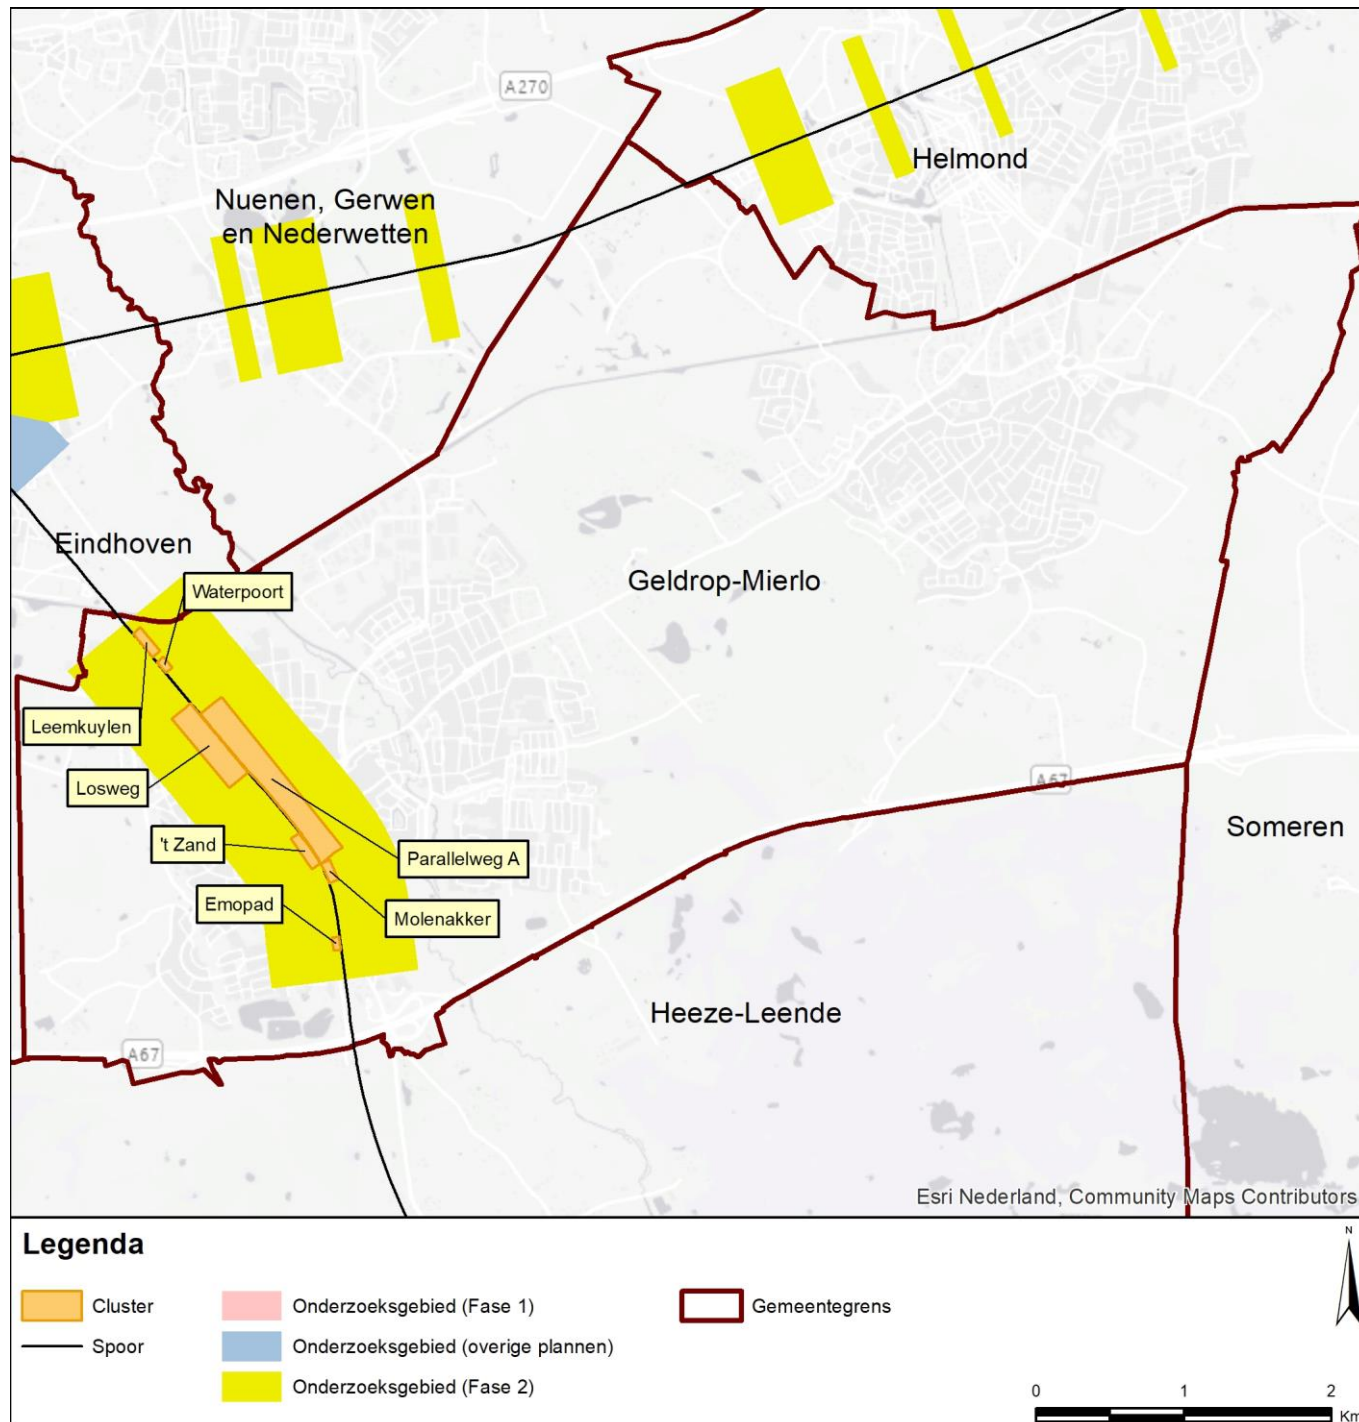 A270
Helmond
Nuenen, Gerwen
en Nederwetten
Eindhoven
Waterpoort
Geldrop-Mierlo
Leemkuylen
Losweg
A67
Someren
't Zand
Parallelweg A
Emopad
Molenakker
Heeze-Leende
A67
Esri Nederland, Community Maps Contributors
Legenda
N
Cluster
Onderzoeksgebied (Fase 1)
Gemeentegrens
Spoor
Onderzoeksgebied (overige plannen)
Onderzoeksgebied (Fase 2)
0 1 2
Km